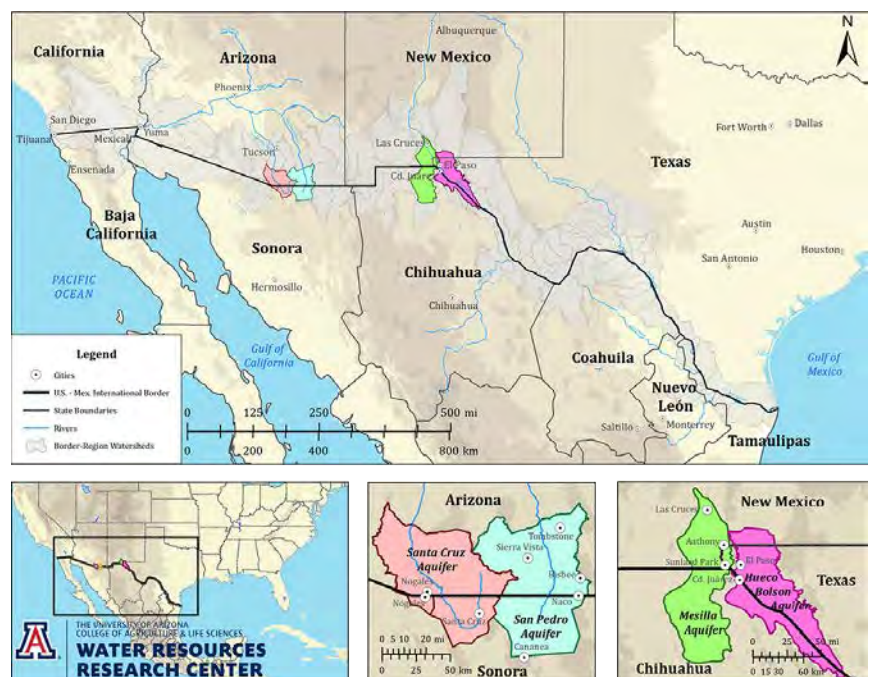 N
California
Arizona
New Mexico
Albuquerque
Phoenix
San Diego
Tijuana
Mexicali
Yuma
Ensenada
Tucson
Las Cruces
El Paso
Cd. Juárez
Fort Worth
Dallas
Texas
Austin
San Antonio
Houston
Baja
California
Sonora
Hermosillo
Chihuahua
Chihuahua
PACIFIC
OCEAN
Gulf of
California
Coahuila
Gulf of
Mexico
Nuevo
León
Saltillo
Monterrey
Tamaulipas
Legend
Cities
U.S. - Mex. International Border
State Boundaries
Rivers
Border-Region Watersheds
0 125 250 500 mi
0 200 400 800 km
THE UNIVERSITY OF ARIZONA
COLLEGE OF AGRICULTURE & LIFE SCIENCES
WATER RESOURCES
RESEARCH CENTER
A
Arizona
Tombstone
Sierra Vista
Santa Cruz
Aquifer
Bisbee
Nogales
Nogales
Naco
Santa Cruz
San Pedro
Aquifer
Cananea
0 5 10 20 mi
0 25 50 km
Sonora
Las Cruces
New Mexico
Anthony
Sunland Park
El Paso
Cd. Juárez
Hueco
Bolson
Aquifer
Texas
Mesilla
Aquifer
0 25 50 mi
0 15 30 60 km
Chihuahua